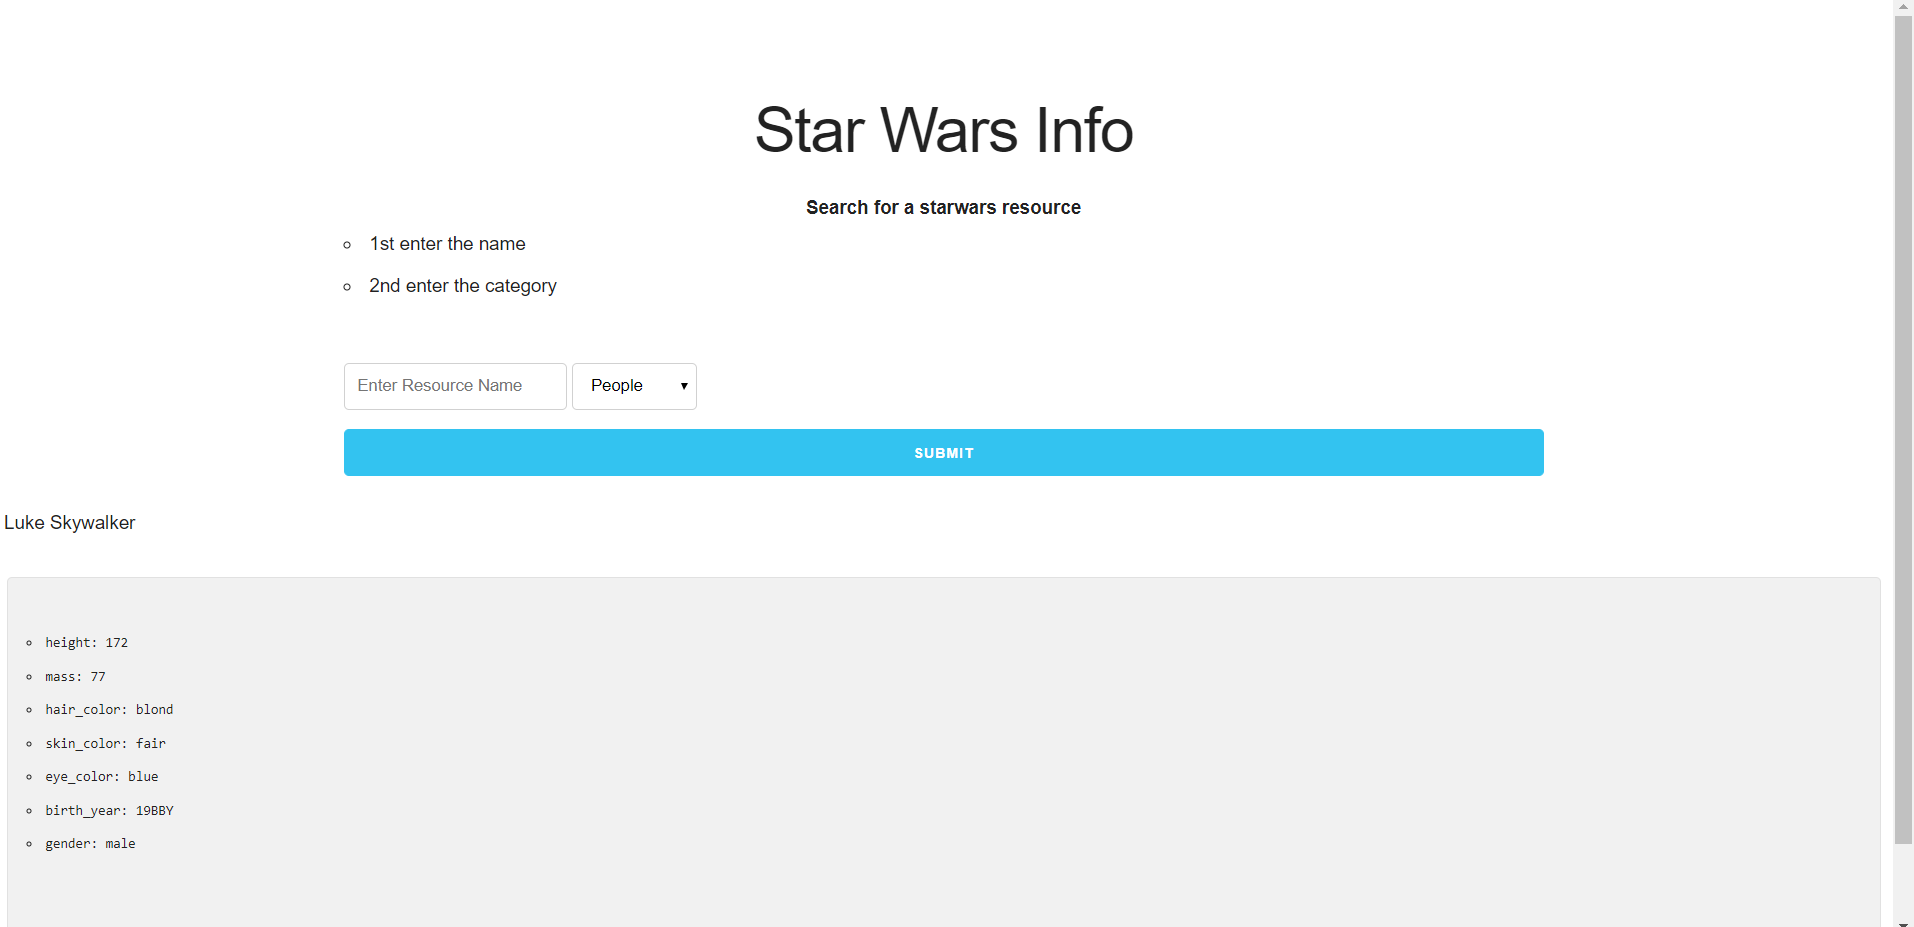 Star Wars Info
Search for a starwars resource
1st enter the name
2nd enter the category
Enter Resource Name People
SUBMIT
Luke Skywalker
height: 172
mass: 77
hair_color: blond
skin_color: fair
eye_color: blue
birth_year: 19BBY
gender: male